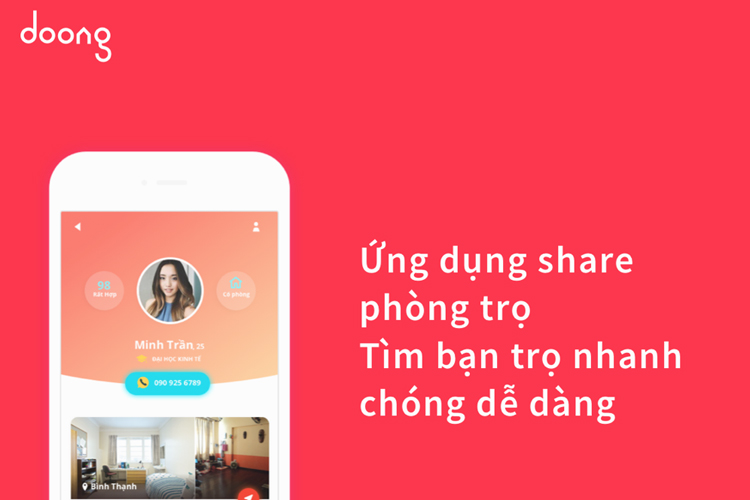 doong
98
Rất Hợp
Có phòng
Minh Trần, 25
ĐẠI HỌC KINH TẾ
090 925 6789
Bình Thạnh
Ứng dụng share
phòng trọ
Tìm bạn trọ nhanh
chóng dễ dàng